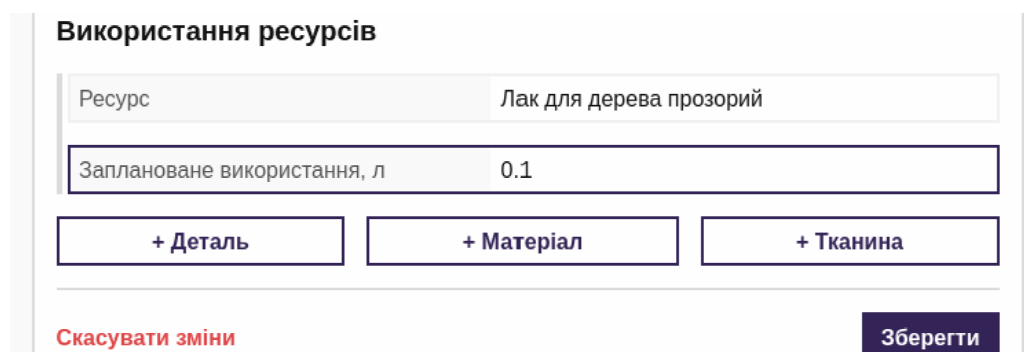 Використання ресурсів
Ресурс Лак для дерева прозорий
Заплановане використання, л 0.1
+ Деталь + Матеріал + Тканина
Скасувати зміни Зберегти